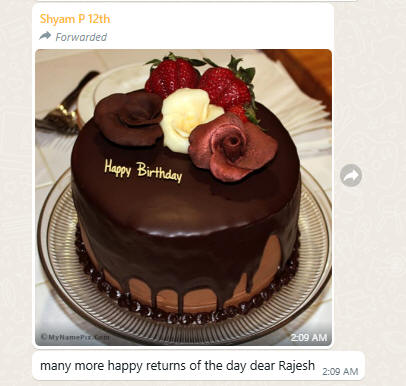 Shyam P 12th
Forwarded
Happy Birthday
© MyNamePix.Com
2:09 AM
many more happy returns of the day dear Rajesh 2:09 AM